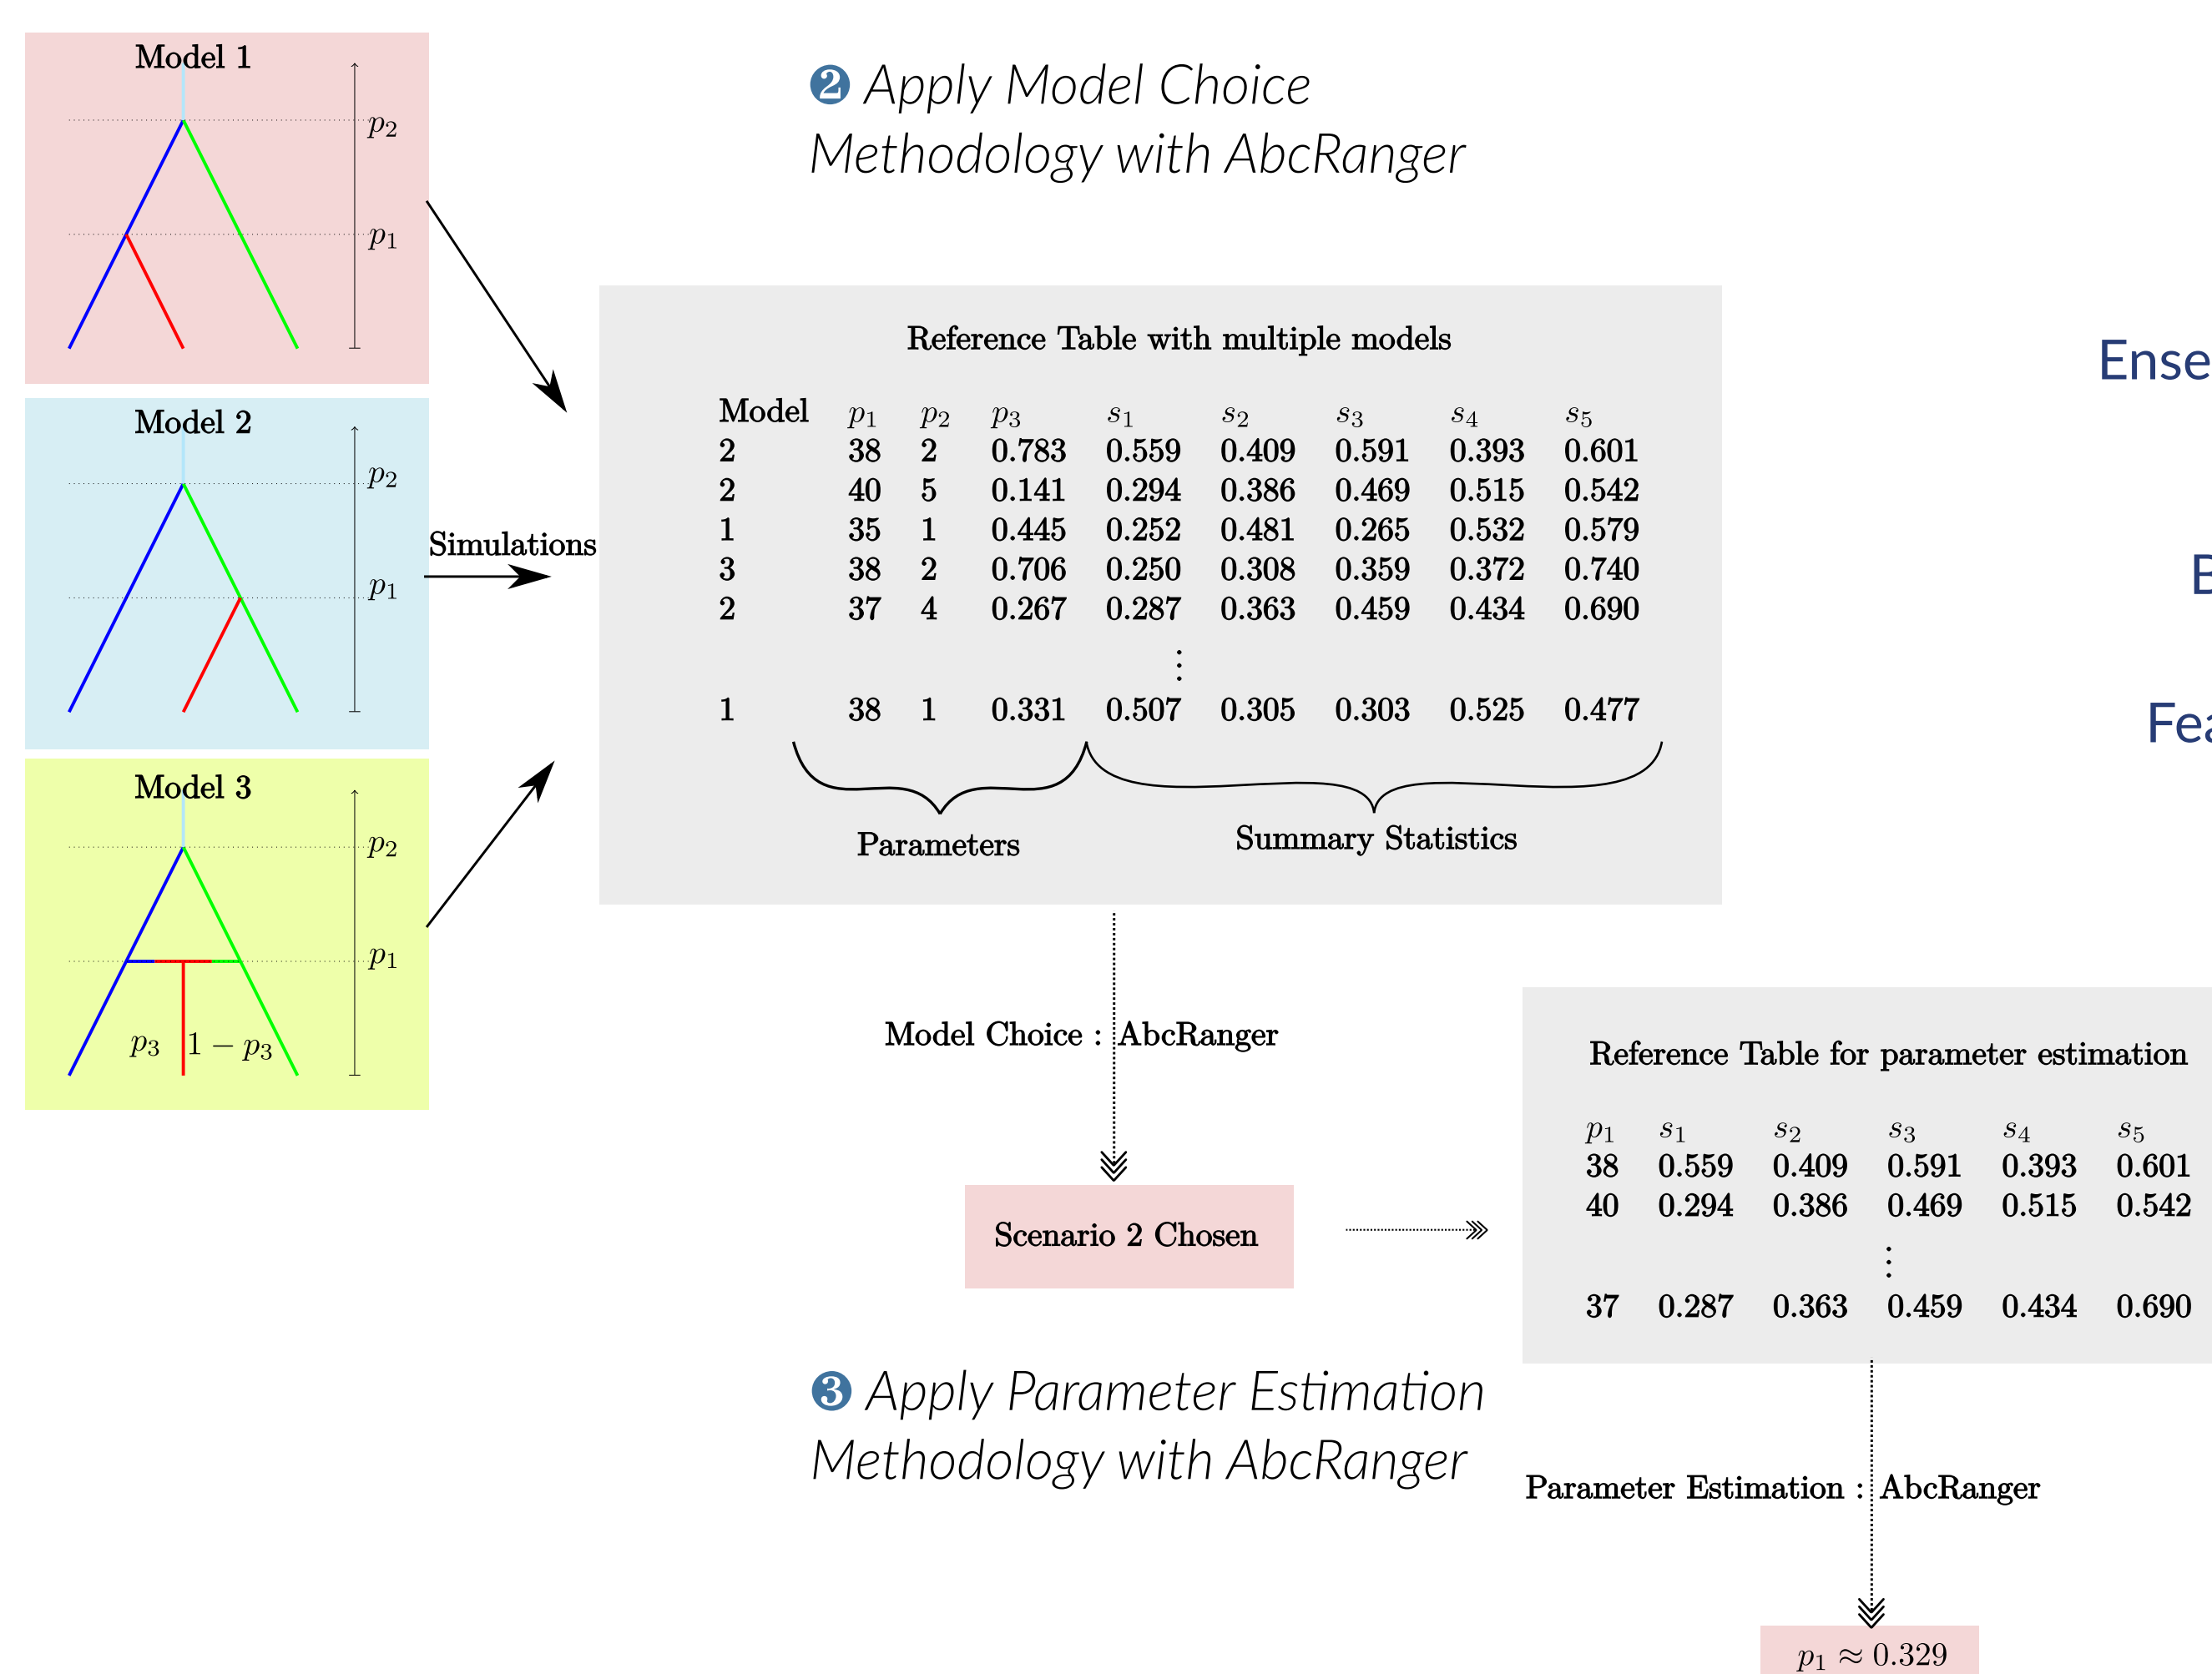 Model 1
p₂
p₁
Model 2
p₂
p₁
Model 3
p₂
p₁
p₃ 1 − p₃
Simulations
❷ Apply Model Choice
Methodology with AbcRanger
Reference Table with multiple models
Model p₁ p₂ p₃ s₁ s₂ s₃ s₄ s₅
2 38 2 0.783 0.559 0.409 0.591 0.393 0.601
2 40 5 0.141 0.294 0.386 0.469 0.515 0.542
1 35 1 0.445 0.252 0.481 0.265 0.532 0.579
3 38 2 0.706 0.250 0.308 0.359 0.372 0.740
2 37 4 0.267 0.287 0.363 0.459 0.434 0.690
⋮
1 38 1 0.331 0.507 0.305 0.303 0.525 0.477
Parameters Summary Statistics
Model Choice : AbcRanger
Scenario 2 Chosen
Reference Table for parameter estimation
p₁ s₁ s₂ s₃ s₄ s₅
38 0.559 0.409 0.591 0.393 0.601
40 0.294 0.386 0.469 0.515 0.542
⋮
37 0.287 0.363 0.459 0.434 0.690
❸ Apply Parameter Estimation
Methodology with AbcRanger
Parameter Estimation : AbcRanger
p₁ ≈ 0.329
Ense
Fea